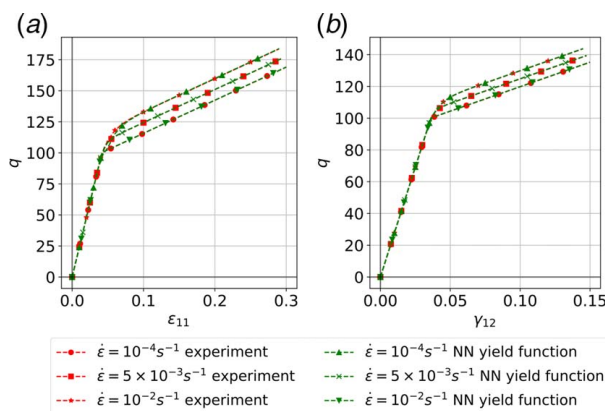 (a)
(b)
175
150
125
100
75
50
25
0
q
0.0 0.1 0.2 0.3
ε₁₁
140
120
100
80
60
40
20
0
q
0.00 0.05 0.10 0.15
γ₁₂
ε̇ = 10⁻⁴s⁻¹ experiment
ε̇ = 5 × 10⁻³s⁻¹ experiment
ε̇ = 10⁻²s⁻¹ experiment
ε̇ = 10⁻⁴s⁻¹ NN yield function
ε̇ = 5 × 10⁻³s⁻¹ NN yield function
ε̇ = 10⁻²s⁻¹ NN yield function